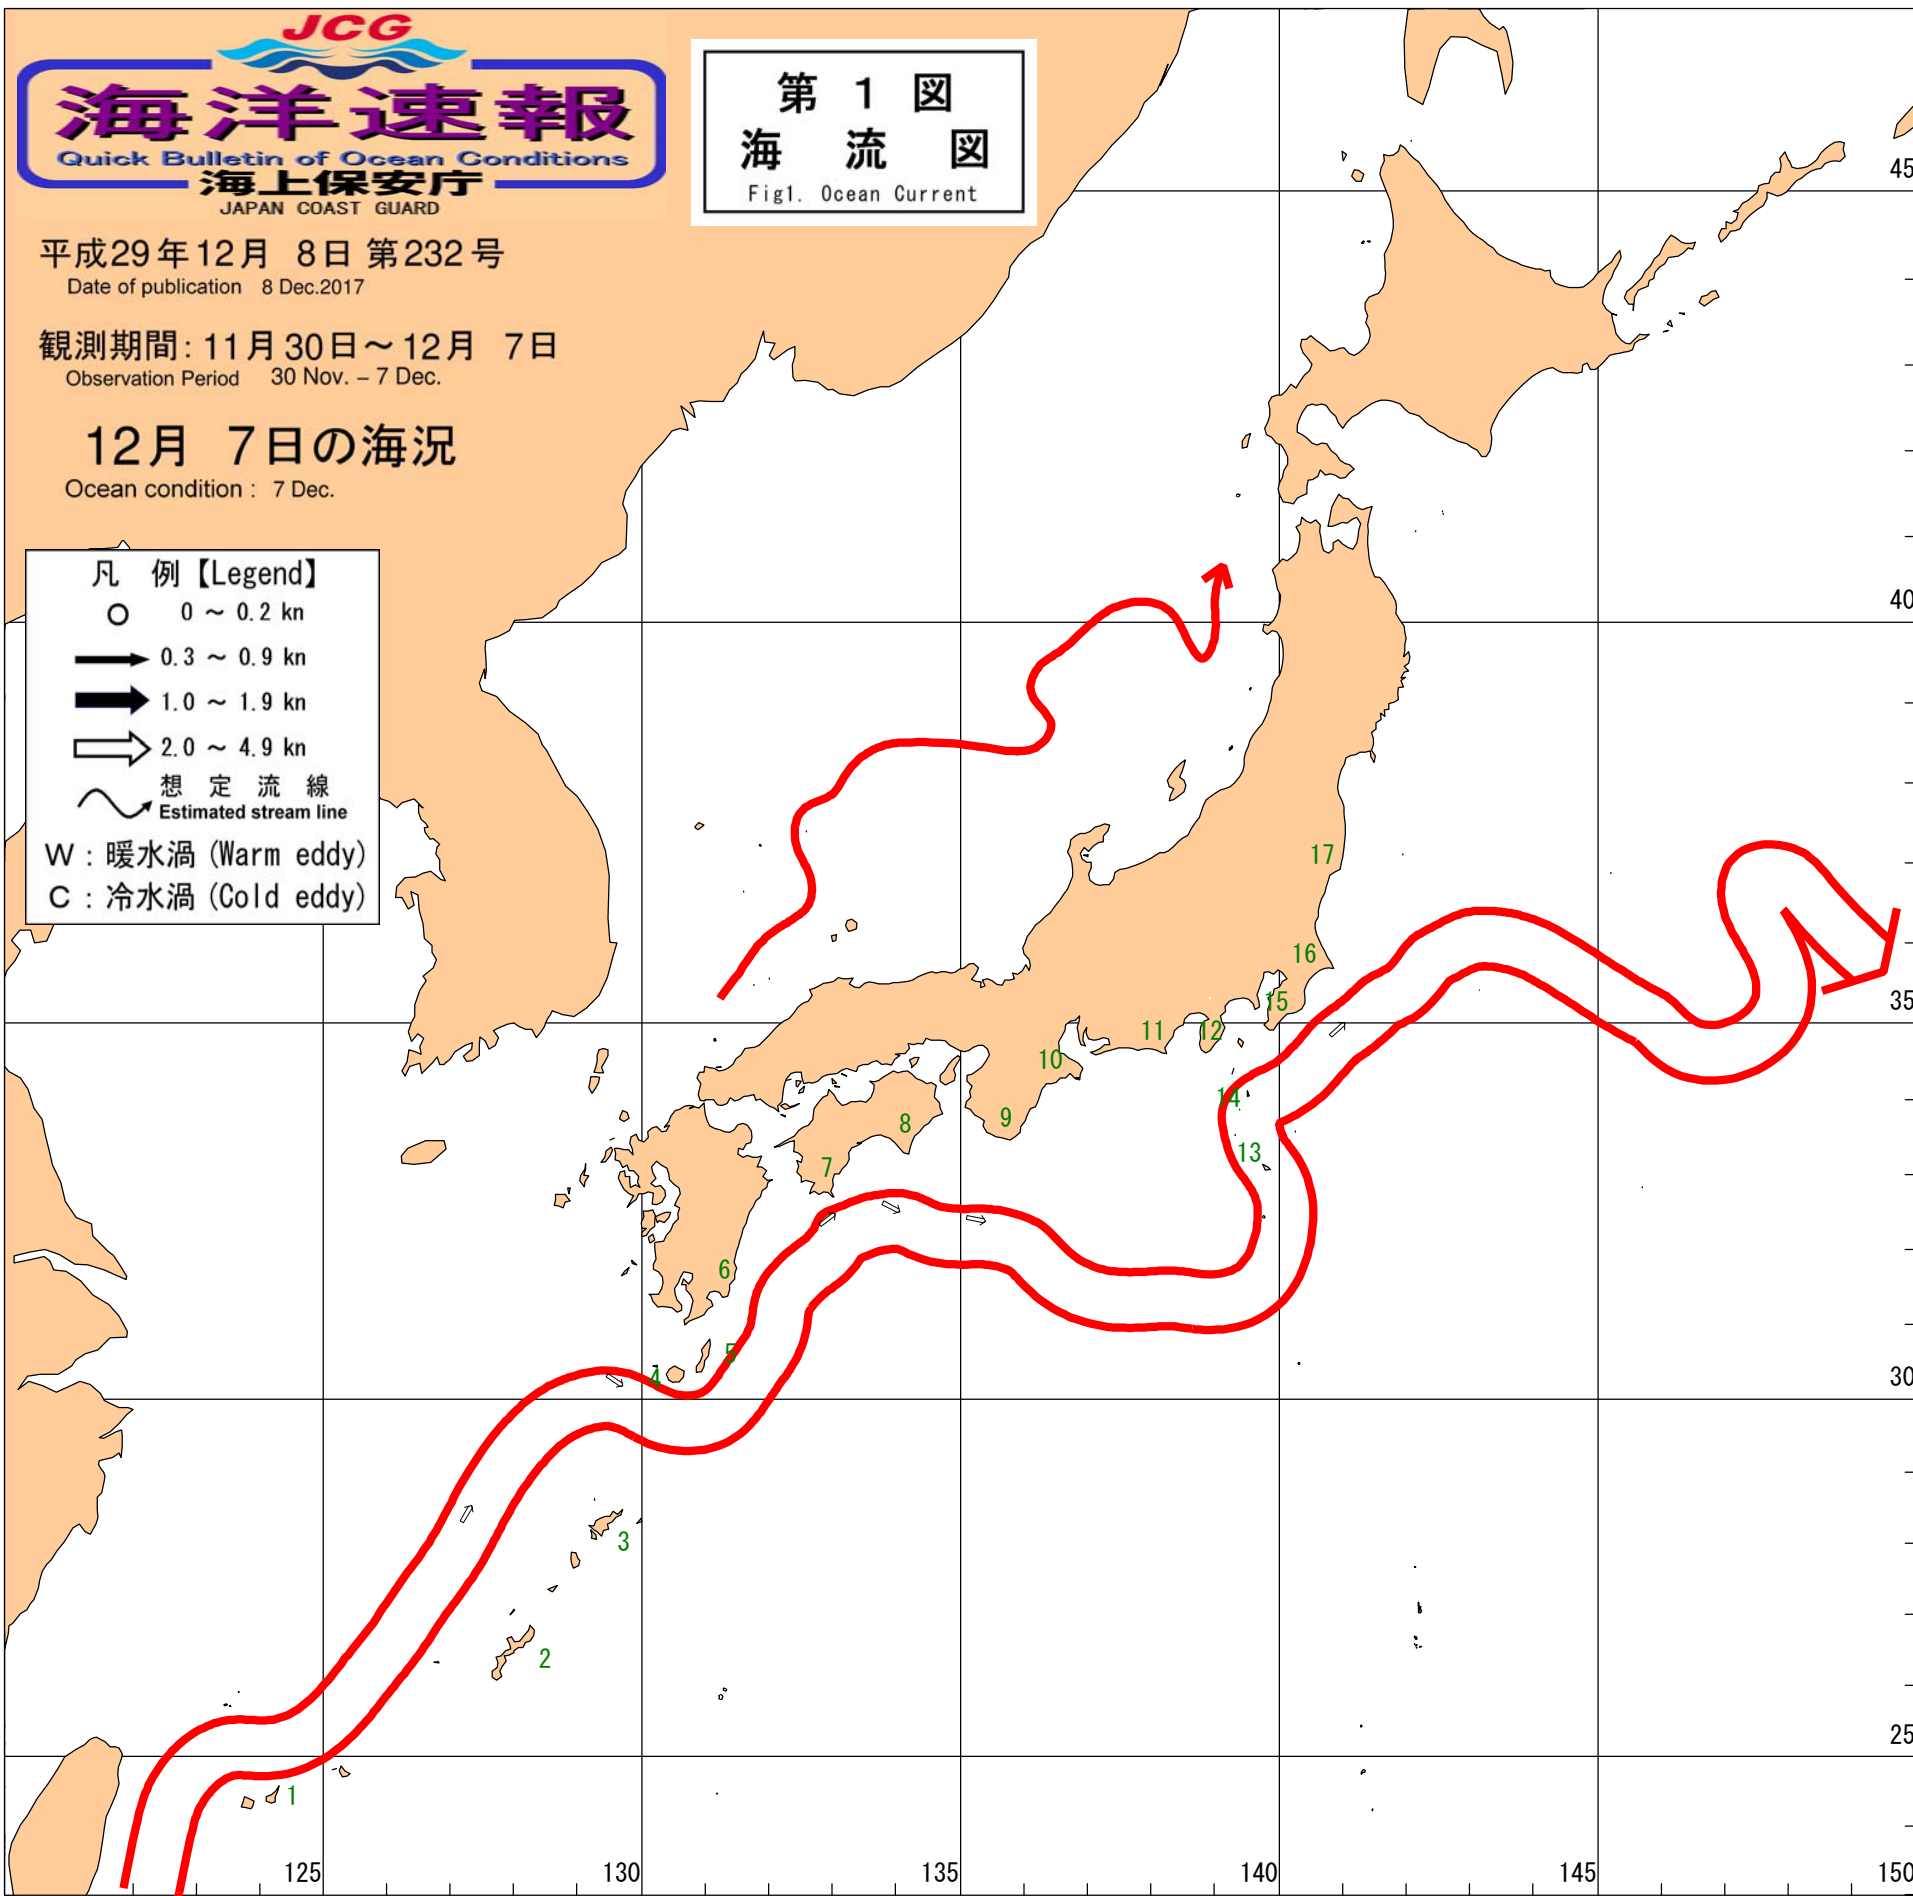 JCG
海洋速報
Quick Bulletin of Ocean Conditions
海上保安庁
JAPAN COAST GUARD
第 1 図
海 流 図
Fig1. Ocean Current
平成29年12月 8日 第232号
Date of publication 8 Dec.2017
観測期間: 11月30日～12月 7日
Observation Period 30 Nov. – 7 Dec.
12月 7日の海況
Ocean condition : 7 Dec.
凡 例【Legend】
0 ～ 0.2 kn
0.3 ～ 0.9 kn
1.0 ～ 1.9 kn
2.0 ～ 4.9 kn
想 定 流 線
Estimated stream line
W : 暖水渦 (Warm eddy)
C : 冷水渦 (Cold eddy)
45
40
17
16
35
15
11
12
10
14
9
8
13
7
6
5
4
30
3
2
25
1
125
130
135
140
145
150